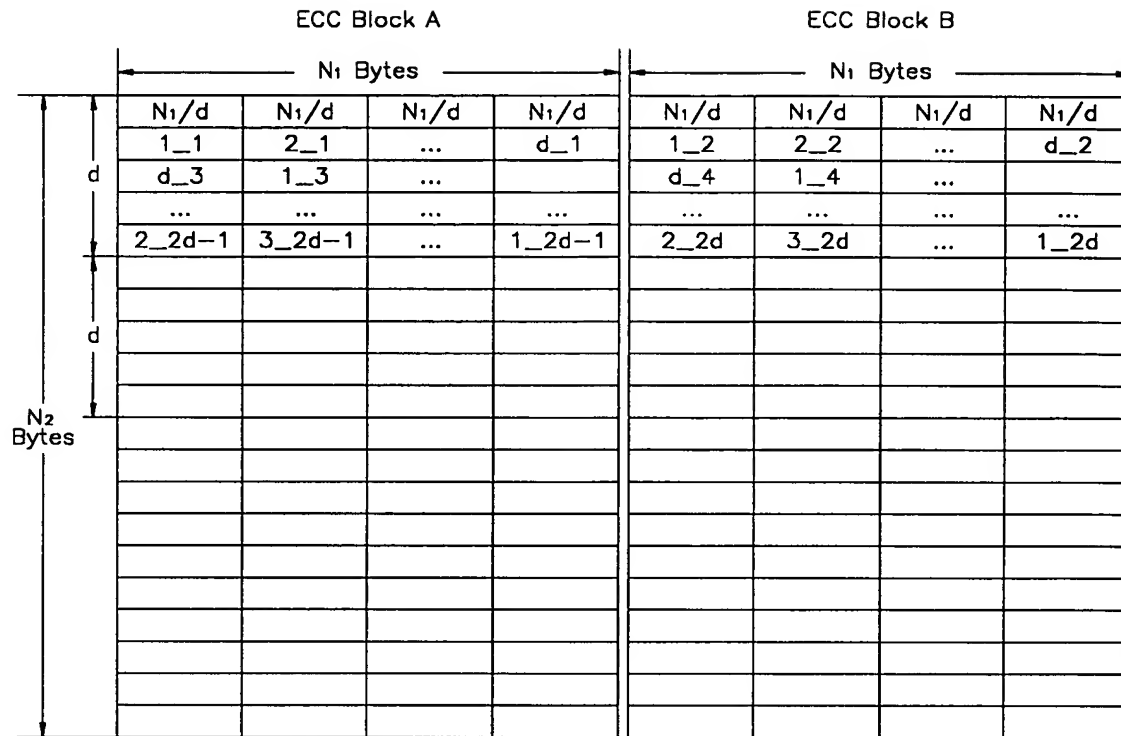 ECC Block A ECC Block B
N1 Bytes N1 Bytes
N1/d N1/d N1/d N1/d N1/d N1/d N1/d N1/d
1_1 2_1 ... d_1 1_2 2_2 ... d_2
d
d_3 1_3 ... d_4 1_4 ...
... ... ... ... ... ... ... ...
2_2d-1 3_2d-1 ... 1_2d-1 2_2d 3_2d ... 1_2d
d
N2
Bytes